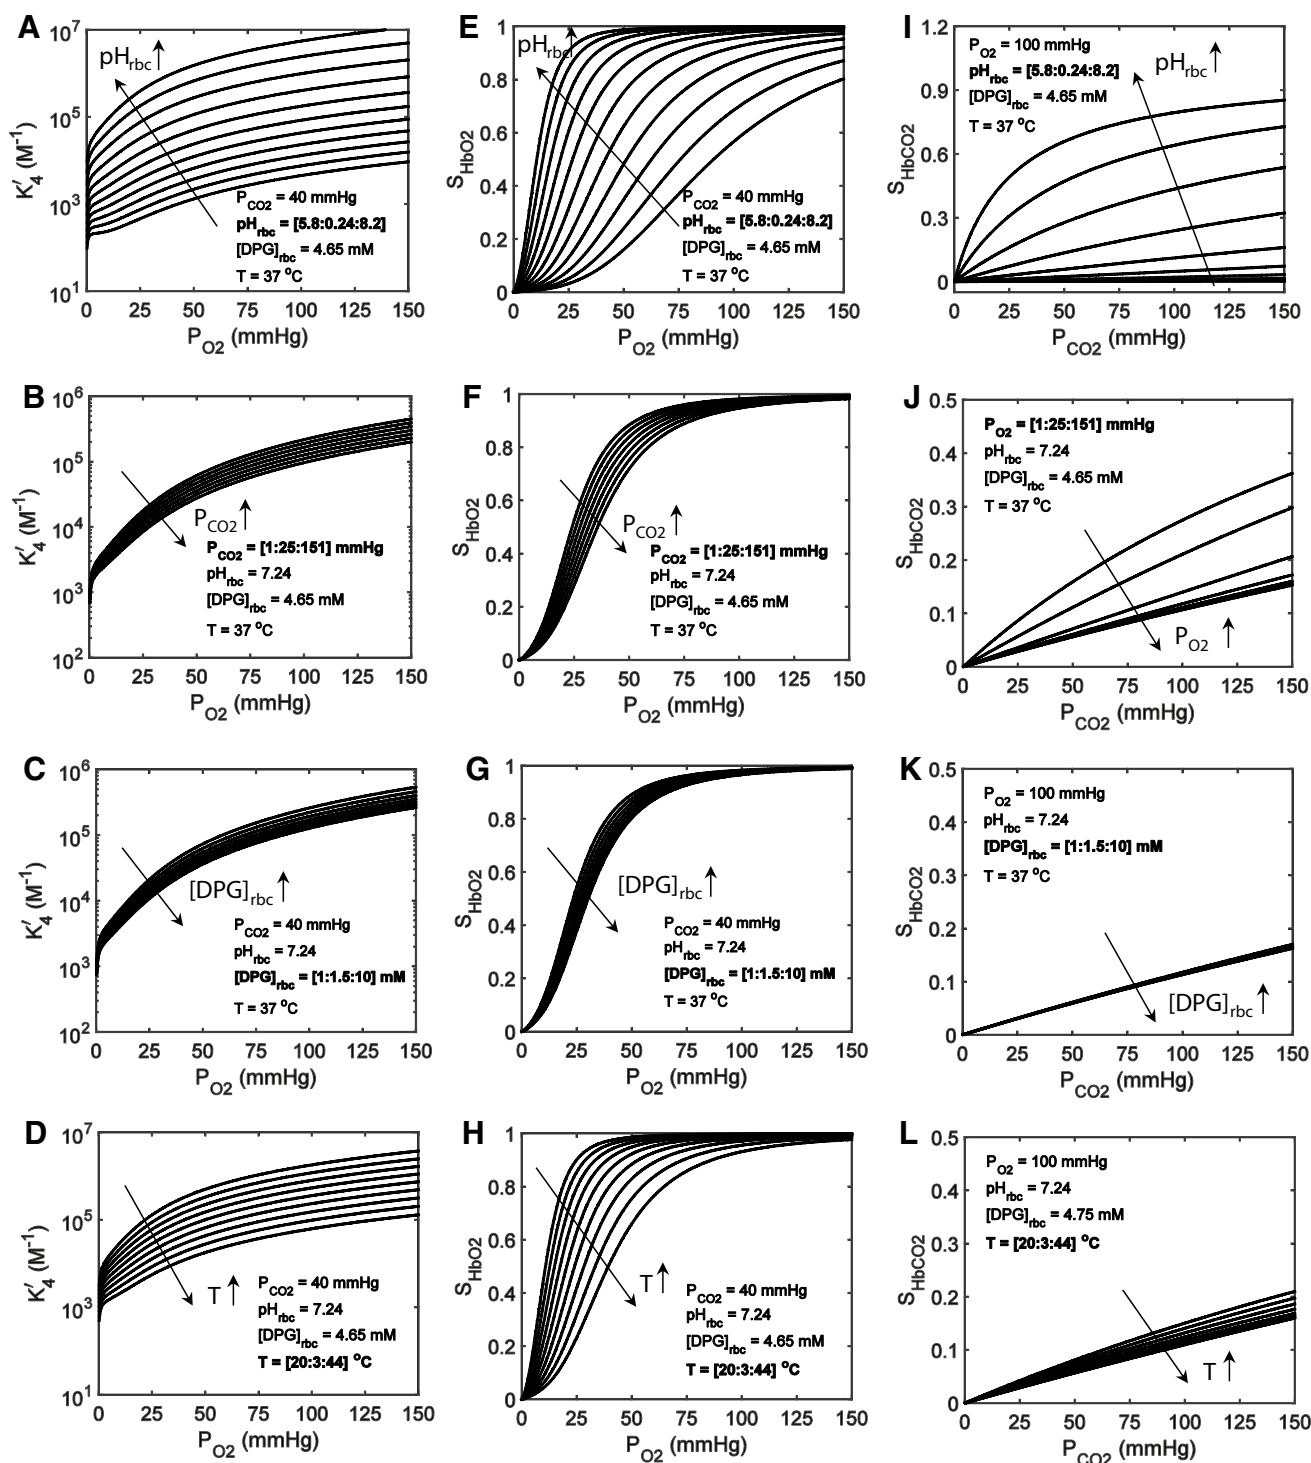 A
10^7
10^5
10^3
10^1
K'_4 (M^-1)
pH_rbc ↑
P_CO2 = 40 mmHg
pH_rbc = [5.8:0.24:8.2]
[DPG]_rbc = 4.65 mM
T = 37 °C
0 25 50 75 100 125 150
P_O2 (mmHg)
E
1
0.8
0.6
0.4
0.2
0
S_HbO2
pH_rbc ↑
P_CO2 = 40 mmHg
pH_rbc = [5.8:0.24:8.2]
[DPG]_rbc = 4.65 mM
T = 37 °C
0 25 50 75 100 125 150
P_O2 (mmHg)
I
1.2
0.9
0.6
0.3
0
S_HbCO2
P_O2 = 100 mmHg
pH_rbc = [5.8:0.24:8.2]
[DPG]_rbc = 4.65 mM
T = 37 °C
pH_rbc ↑
0 25 50 75 100 125 150
P_CO2 (mmHg)
B
10^6
10^5
10^4
10^3
10^2
K'_4 (M^-1)
P_CO2 ↑
P_CO2 = [1:25:151] mmHg
pH_rbc = 7.24
[DPG]_rbc = 4.65 mM
T = 37 °C
0 25 50 75 100 125 150
P_O2 (mmHg)
F
1
0.8
0.6
0.4
0.2
0
S_HbO2
P_CO2 ↑
P_CO2 = [1:25:151] mmHg
pH_rbc = 7.24
[DPG]_rbc = 4.65 mM
T = 37 °C
0 25 50 75 100 125 150
P_O2 (mmHg)
J
0.5
0.4
0.3
0.2
0.1
0
S_HbCO2
P_O2 = [1:25:151] mmHg
pH_rbc = 7.24
[DPG]_rbc = 4.65 mM
T = 37 °C
P_O2 ↑
0 25 50 75 100 125 150
P_CO2 (mmHg)
C
10^6
10^5
10^4
10^3
10^2
K'_4 (M^-1)
[DPG]_rbc ↑
P_CO2 = 40 mmHg
pH_rbc = 7.24
[DPG]_rbc = [1:1.5:10] mM
T = 37 °C
0 25 50 75 100 125 150
P_O2 (mmHg)
G
1
0.8
0.6
0.4
0.2
0
S_HbO2
[DPG]_rbc ↑
P_CO2 = 40 mmHg
pH_rbc = 7.24
[DPG]_rbc = [1:1.5:10] mM
T = 37 °C
0 25 50 75 100 125 150
P_O2 (mmHg)
K
0.5
0.4
0.3
0.2
0.1
0
S_HbCO2
P_O2 = 100 mmHg
pH_rbc = 7.24
[DPG]_rbc = [1:1.5:10] mM
T = 37 °C
[DPG]_rbc ↑
0 25 50 75 100 125 150
P_CO2 (mmHg)
D
10^7
10^5
10^3
10^1
K'_4 (M^-1)
T ↑
P_CO2 = 40 mmHg
pH_rbc = 7.24
[DPG]_rbc = 4.65 mM
T = [20:3:44] °C
0 25 50 75 100 125 150
P_O2 (mmHg)
H
1
0.8
0.6
0.4
0.2
0
S_HbO2
T ↑
P_CO2 = 40 mmHg
pH_rbc = 7.24
[DPG]_rbc = 4.65 mM
T = [20:3:44] °C
0 25 50 75 100 125 150
P_O2 (mmHg)
L
0.5
0.4
0.3
0.2
0.1
0
S_HbCO2
P_O2 = 100 mmHg
pH_rbc = 7.24
[DPG]_rbc = 4.75 mM
T = [20:3:44] °C
T ↑
0 25 50 75 100 120 150
P_CO2 (mmHg)